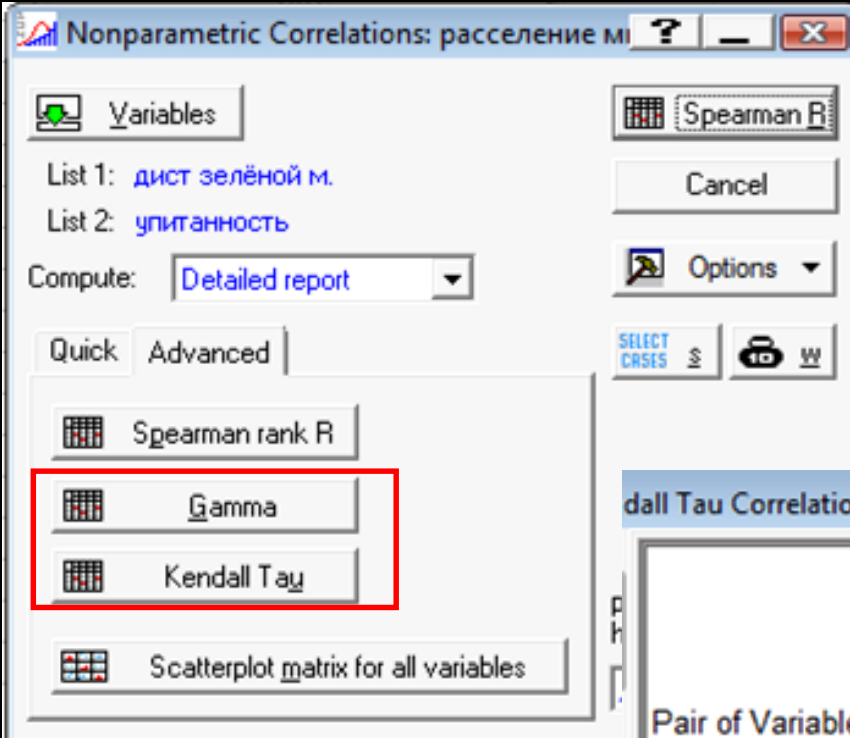 Nonparametric Correlations: расселение
?
Variables
Spearman R
List 1: дист зелёной м.
Cancel
List 2: упитанность
Compute: Detailed report
Options
Quick
Advanced
SELECT CASES S
W
Spearman rank R
Gamma
dall Tau Correlatio
Kendall Tau
Scatterplot matrix for all variables
Pair of Variabl